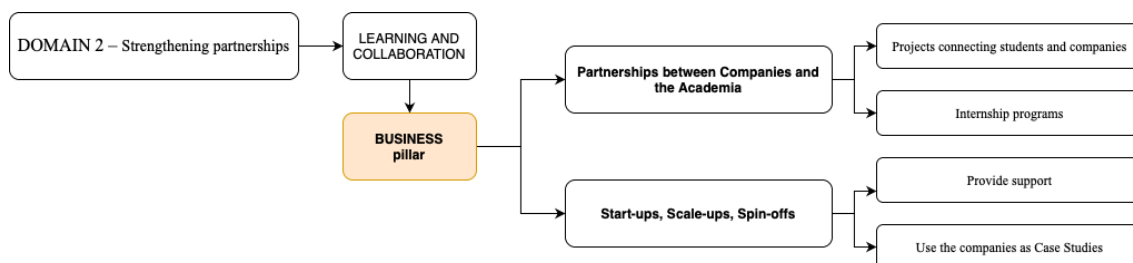 DOMAIN 2 – Strengthening partnerships
LEARNING AND
COLLABORATION
BUSINESS
pillar
Partnerships between Companies and
the Academia
Projects connecting students and companies
Internship programs
Start-ups, Scale-ups, Spin-offs
Provide support
Use the companies as Case Studies